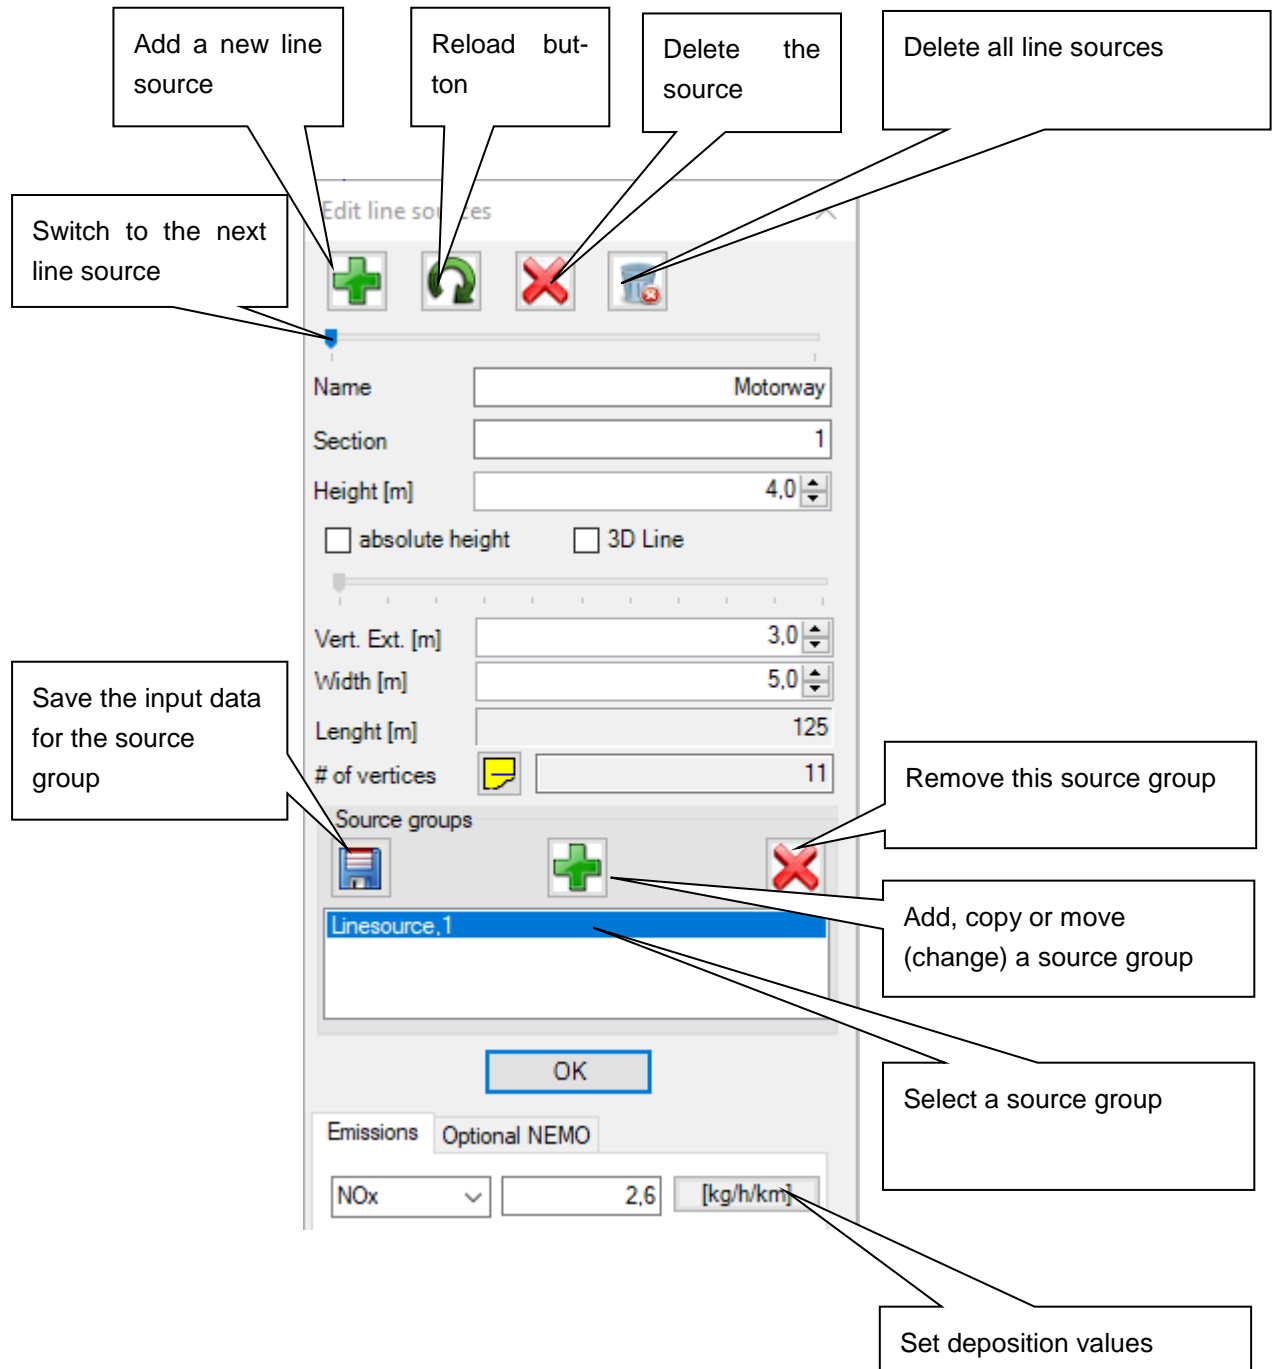 Add a new line
source
Reload but-
ton
Delete the
source
Delete all line sources
Switch to the next
line source
Edit line sources
Name
Motorway
Section
1
Height [m]
4,0
absolute height
3D Line
Vert. Ext. [m]
3,0
Width [m]
5,0
Lenght [m]
125
# of vertices
11
Save the input data
for the source
group
Source groups
Linesource,1
Remove this source group
Add, copy or move
(change) a source group
OK
Select a source group
Emissions
Optional NEMO
NOx
2,6
[kg/h/km]
Set deposition values